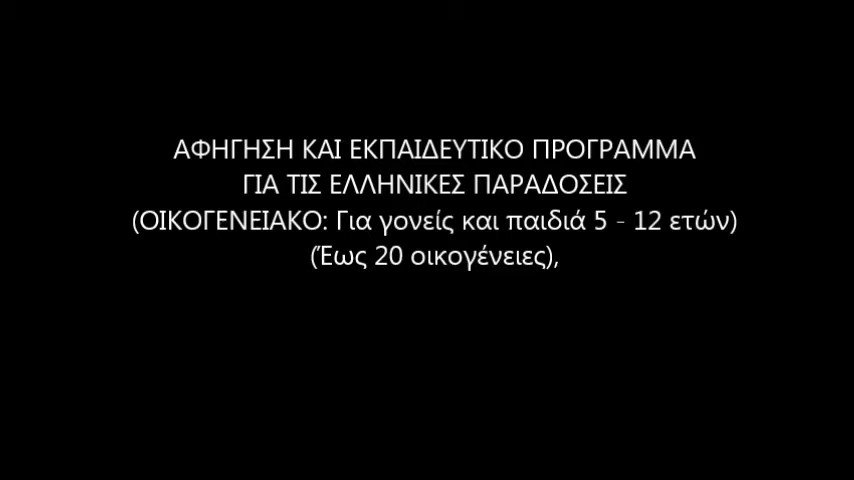 ΑΦΗΓΗΣΗ ΚΑΙ ΕΚΠΑΙΔΕΥΤΙΚΟ ΠΡΟΓΡΑΜΜΑ
ΓΙΑ ΤΙΣ ΕΛΛΗΝΙΚΕΣ ΠΑΡΑΔΟΣΕΙΣ
(ΟΙΚΟΓΕΝΕΙΑΚΟ: Για γονείς και παιδιά 5 - 12 ετών)
(Έως 20 οικογένειες),